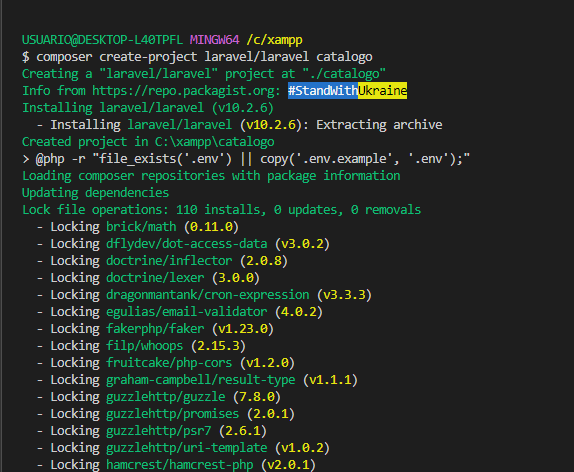 USUARIO@DESKTOP-L40TPFL MINGW64 /c/xampp
$ composer create-project laravel/laravel catalogo
Creating a "laravel/laravel" project at "./catalogo"
Info from https://repo.packagist.org: #StandWithUkraine
Installing laravel/laravel (v10.2.6)
- Installing laravel/laravel (v10.2.6): Extracting archive
Created project in C:\xampp\catalogo
> @php -r "file_exists('.env') || copy('.env.example', '.env');"
Loading composer repositories with package information
Updating dependencies
Lock file operations: 110 installs, 0 updates, 0 removals
- Locking brick/math (0.11.0)
- Locking dflydev/dot-access-data (v3.0.2)
- Locking doctrine/inflector (2.0.8)
- Locking doctrine/lexer (3.0.0)
- Locking dragonmantank/cron-expression (v3.3.3)
- Locking egulias/email-validator (4.0.2)
- Locking fakerphp/faker (v1.23.0)
- Locking filp/whoops (2.15.3)
- Locking fruitcake/php-cors (v1.2.0)
- Locking graham-campbell/result-type (v1.1.1)
- Locking guzzlehttp/guzzle (7.8.0)
- Locking guzzlehttp/promises (2.0.1)
- Locking guzzlehttp/psr7 (2.6.1)
- Locking guzzlehttp/uri-template (v1.0.2)
- Locking hamcrest/hamcrest-php (v2.0.1)